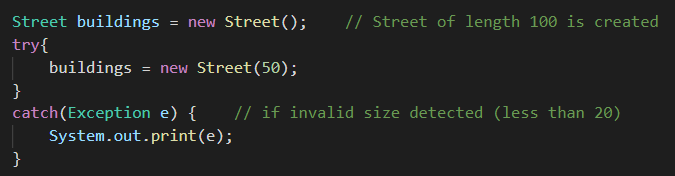 Street buildings = new Street();    // Street of length 100 is created
try{
    buildings = new Street(50);
}
catch(Exception e) {    // if invalid size detected (less than 20)
    System.out.print(e);
}